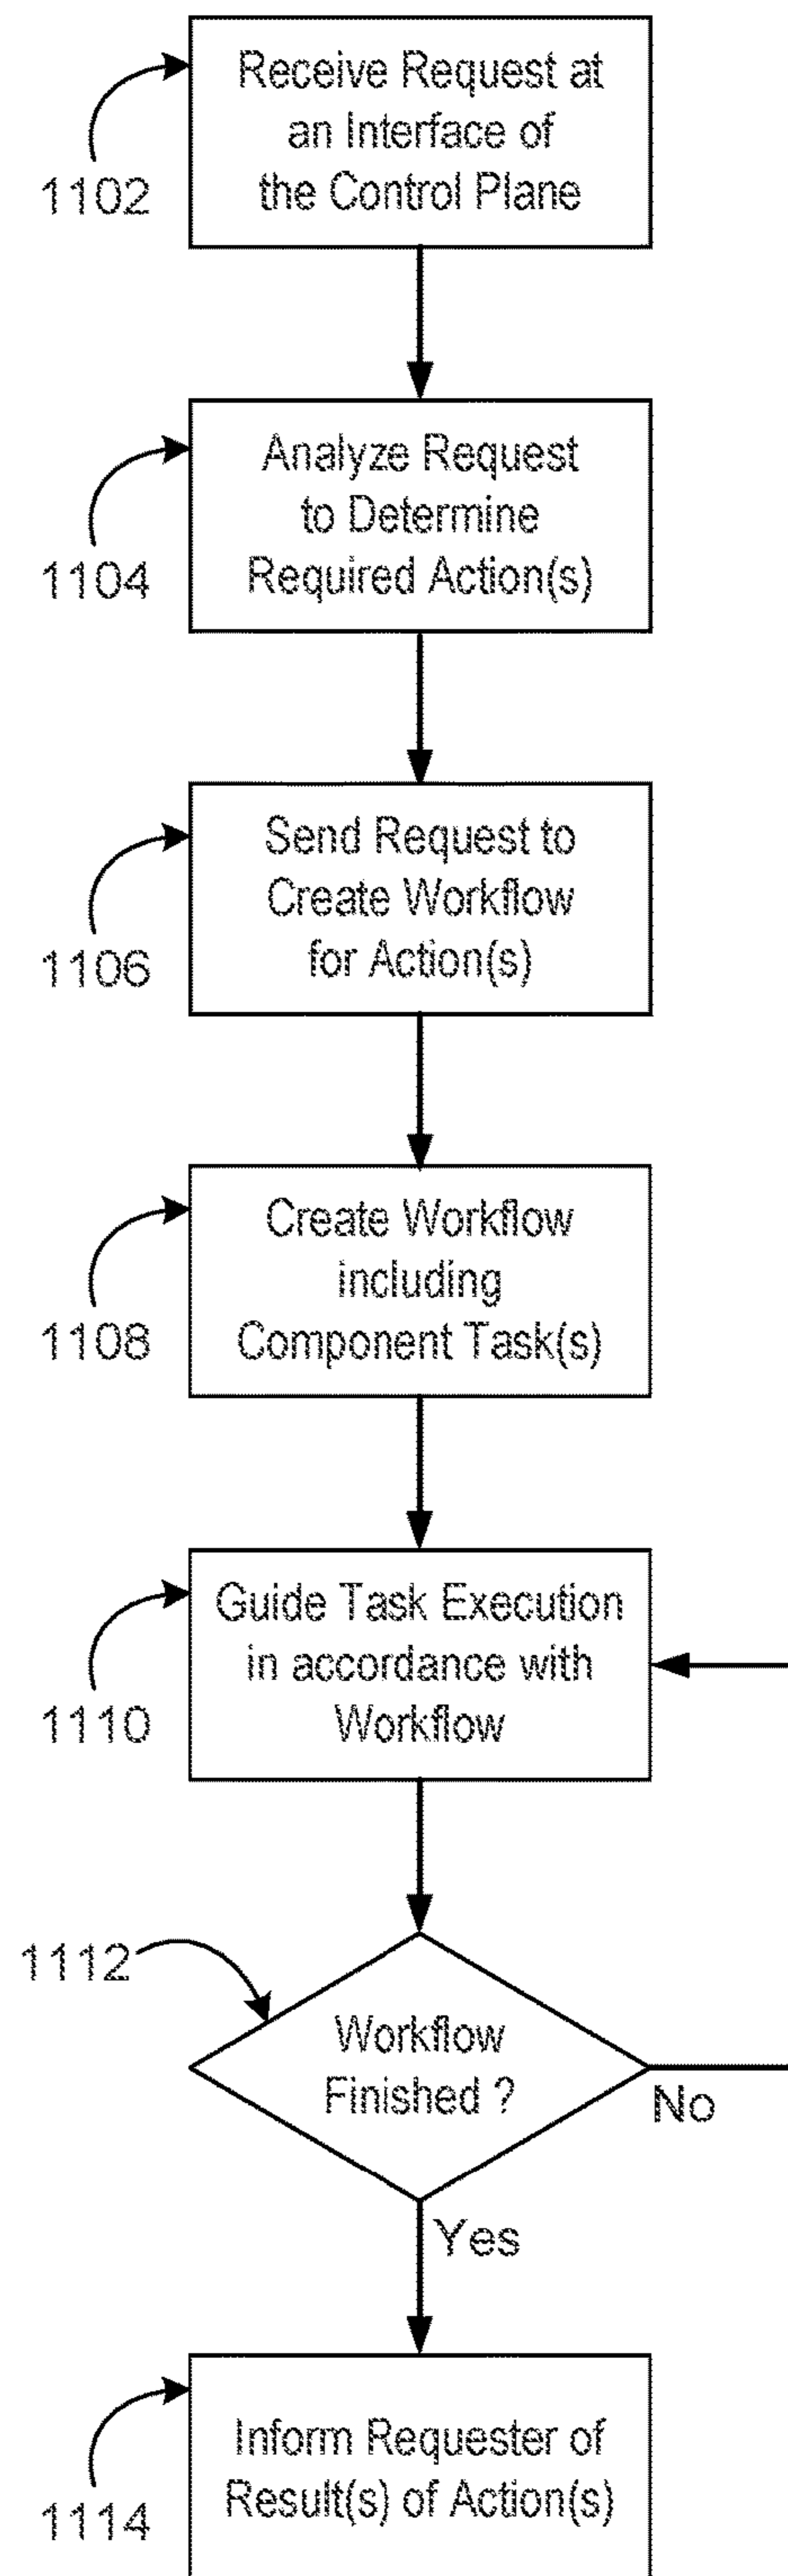 Receive Request at
an Interface of
the Control Plane
1102
Analyze Request
to Determine
Required Action(s)
1104
Send Request to
Create Workflow
for Action(s)
1106
Create Workflow
including
Component Task(s)
1108
Guide Task Execution
in accordance with
Workflow
1110
1112
Workflow
Finished ?
No
Yes
Inform Requester of
Result(s) of Action(s)
1114